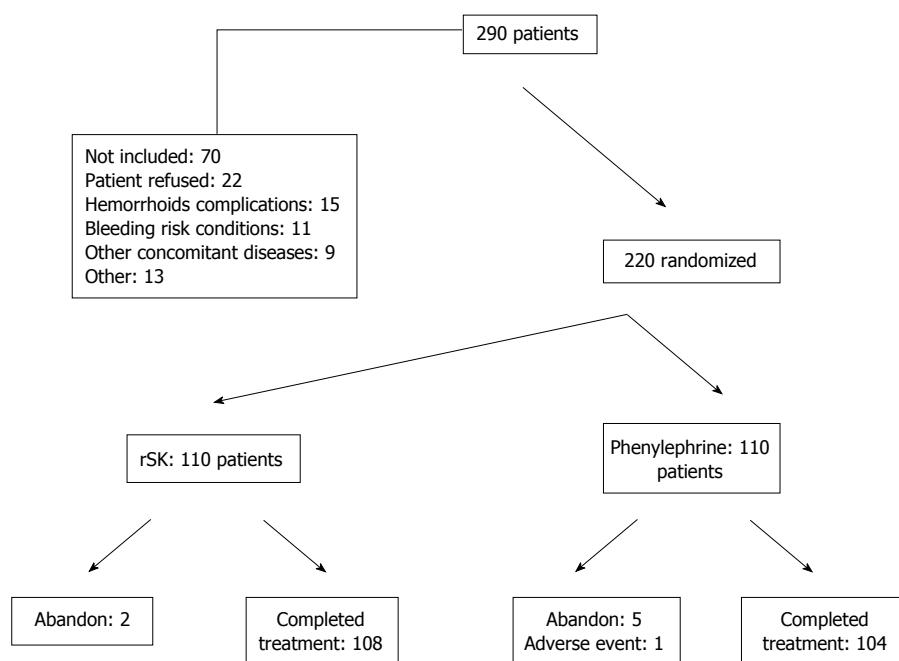 290 patients
Not included: 70
Patient refused: 22
Hemorrhoids complications: 15
Bleeding risk conditions: 11
Other concomitant diseases: 9
Other: 13
220 randomized
rSK: 110 patients
Phenylephrine: 110
patients
Abandon: 2
Completed
treatment: 108
Abandon: 5
Adverse event: 1
Completed
treatment: 104